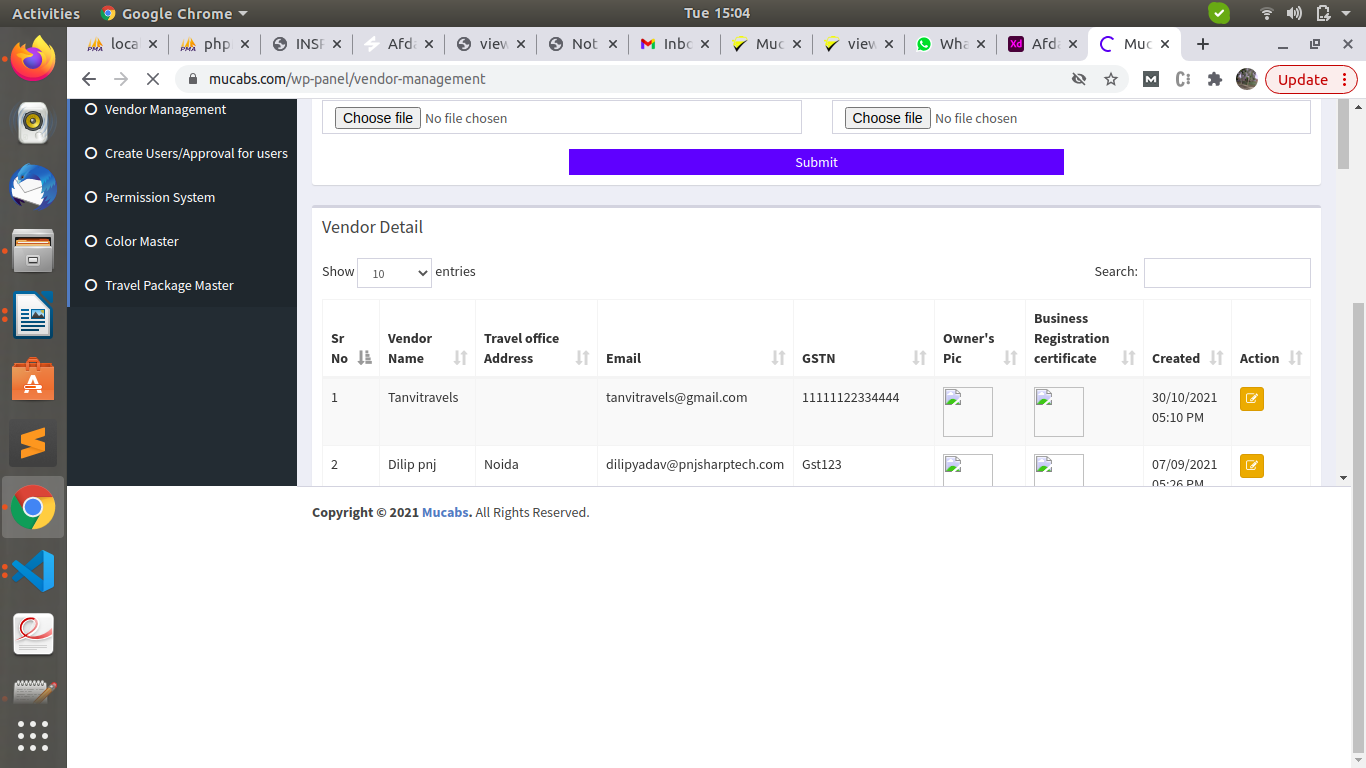 Activities Google Chrome Tue 15:04
loca php INSF Afda view Not Inbo Muc view Wha Afda Muc
mucabs.com/wp-panel/vendor-management Update
Vendor Management
Create Users/Approval for users
Permission System
Color Master
Travel Package Master
Choose file No file chosen Choose file No file chosen
Submit
Vendor Detail
Show 10 entries Search:
Sr No Vendor Name Travel office Address Email GSTN Owner's Pic Business Registration certificate Created Action
1 Tanvitravels tanvitravels@gmail.com 11111122334444 30/10/2021 05:10 PM
2 Dilip pnj Noida dilipyadav@pnjsharptech.com Gst123 07/09/2021 05:26 PM
Copyright © 2021 Mucabs. All Rights Reserved.